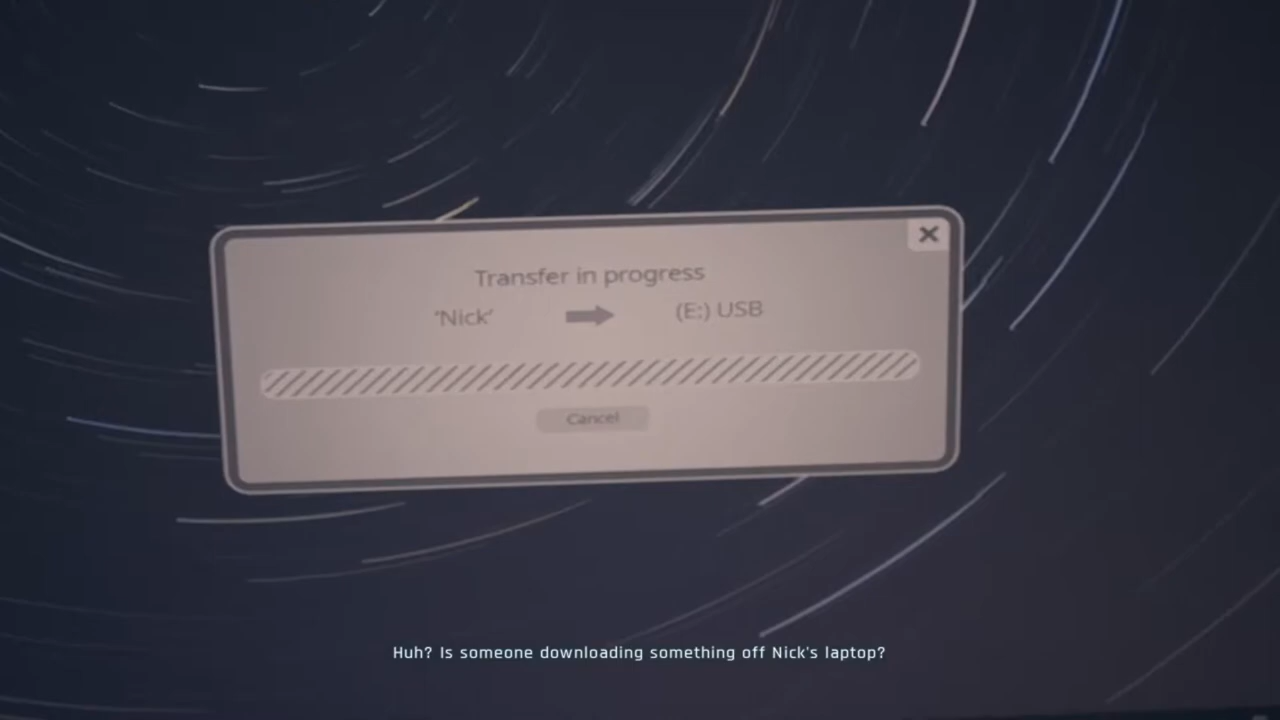 Transfer in progress
'Nick' (E:) USB
Cancel
Huh? Is someone downloading something off Nick's laptop?